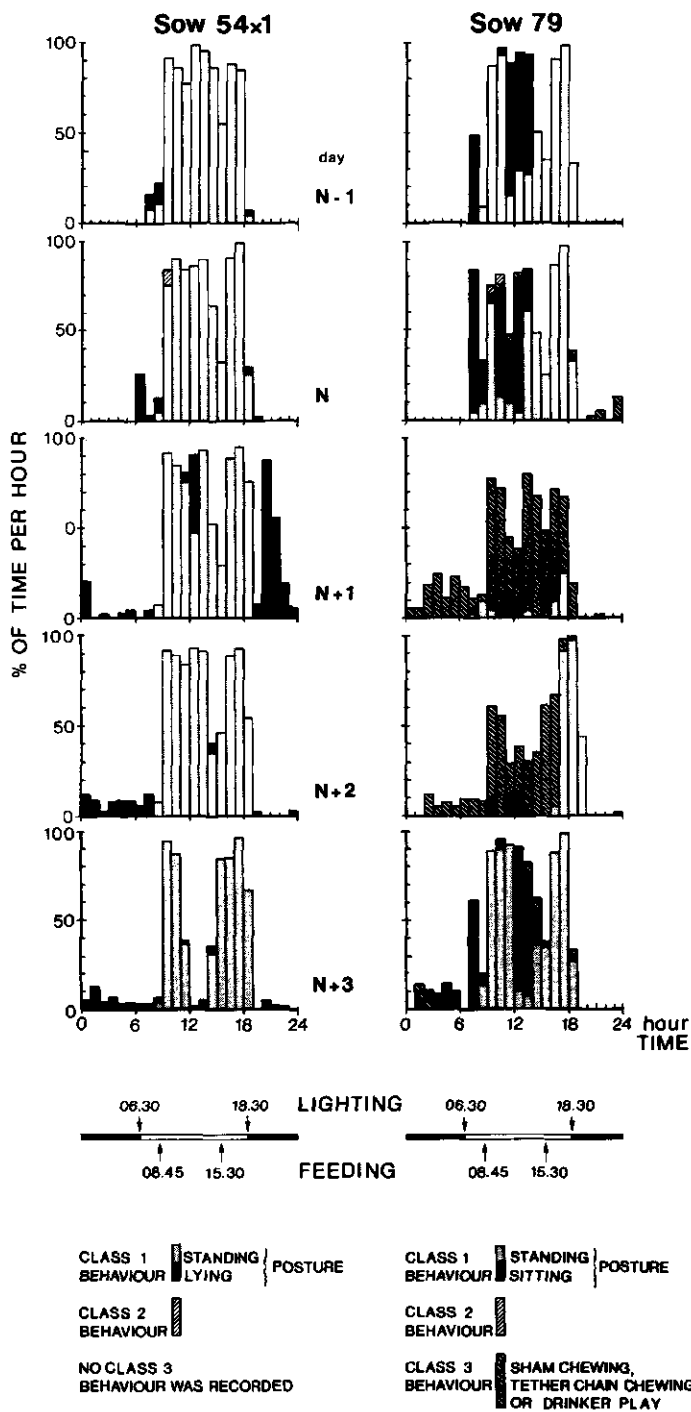 Sow 54x1
Sow 79
100
50
0
day
N-1
100
50
0
N
100
0
0
N+1
100
50
0
N+2
100
50
0
N+3
% OF TIME PER HOUR
0 6 12 18 24
0 6 12 18 24
hour
TIME
06.30 LIGHTING 18.30
06.30 18.30
08.45 15.30 FEEDING
08.45 15.30
CLASS 1 STANDING
BEHAVIOUR LYING
POSTURE
CLASS 2
BEHAVIOUR
NO CLASS 3
BEHAVIOUR WAS RECORDED
CLASS 1 STANDING
BEHAVIOUR SITTING
POSTURE
CLASS 2
BEHAVIOUR
CLASS 3 SHAM CHEWING,
BEHAVIOUR TETHER CHAIN CHEWING
OR DRINKER PLAY